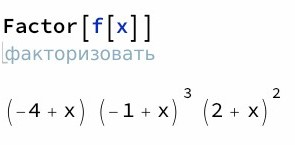 Factor[f[x]]
факторизовать
(-4 + x) (-1 + x)³ (2 + x)²